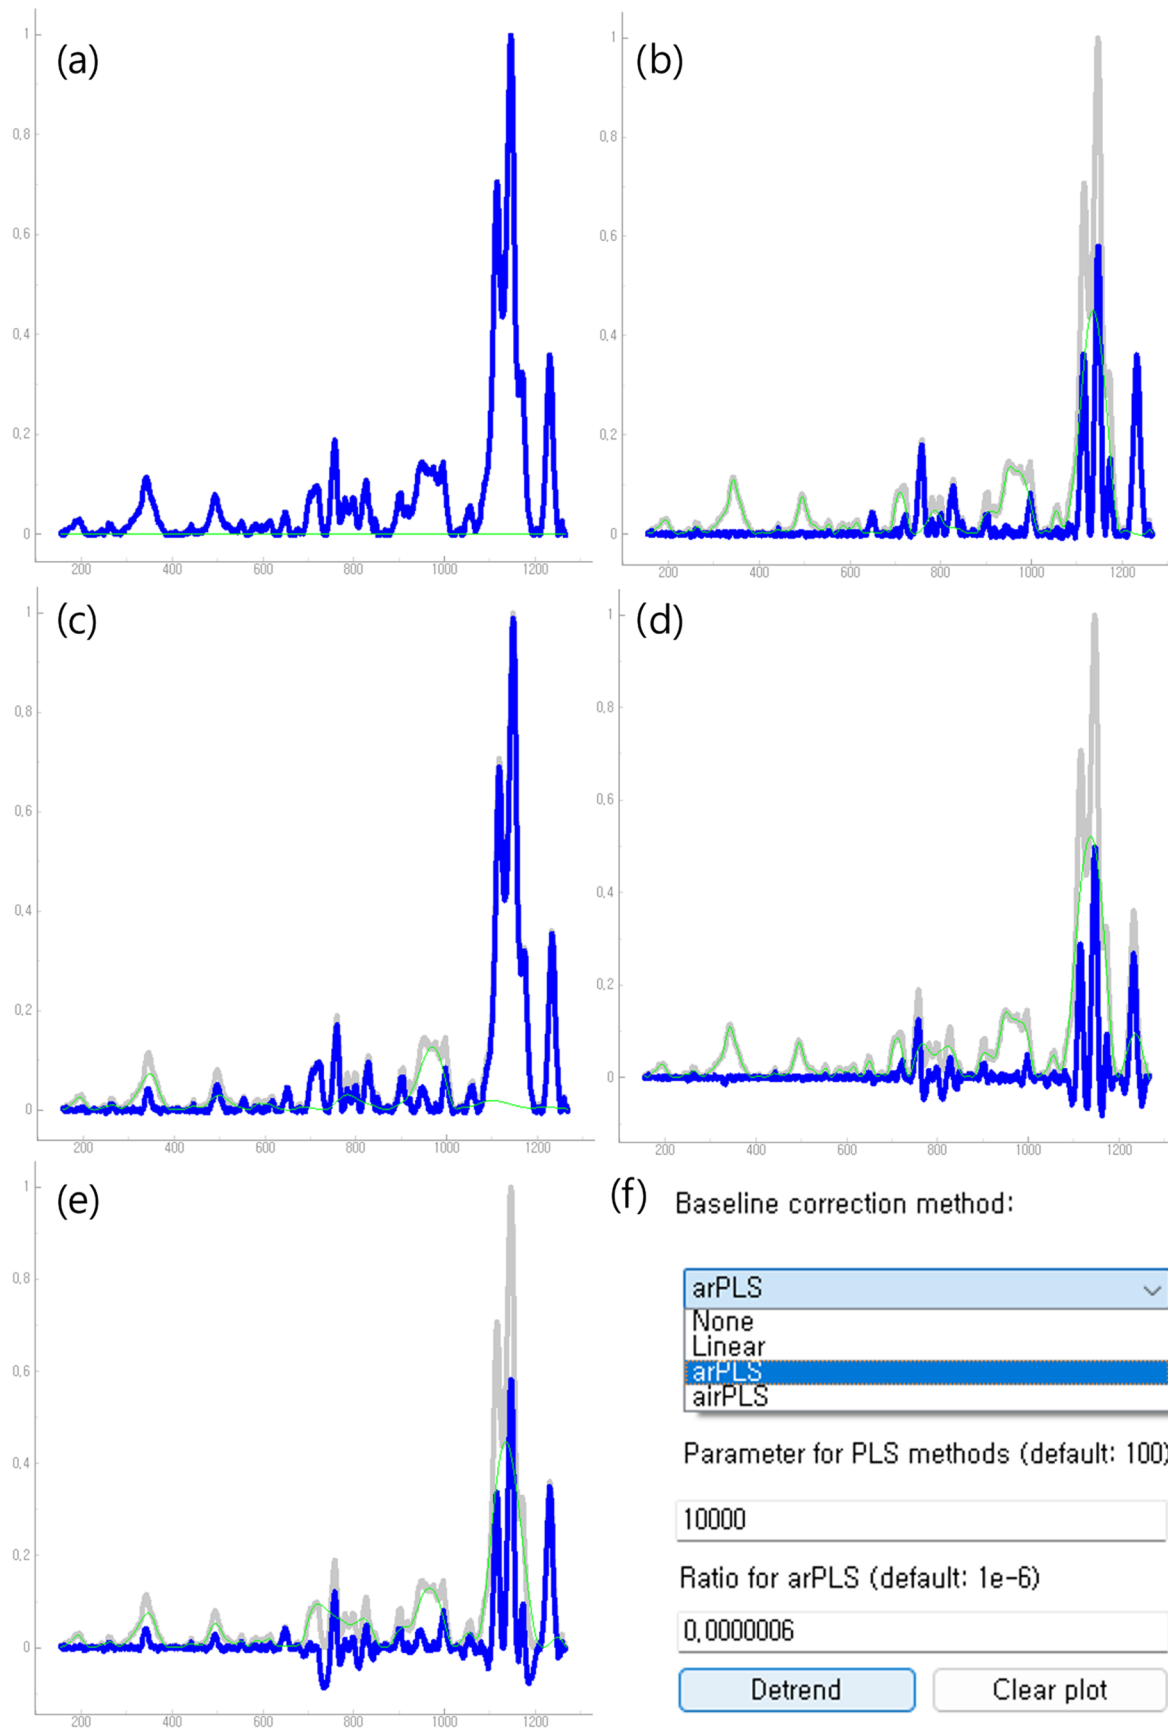 (a)
1
0,8
0,6
0,4
0,2
0
200 400 600 800 1000 1200
(b)
1
0,8
0,6
0,4
0,2
0
200 400 600 800 1000 1200
(c)
1
0,8
0,6
0,4
0,2
0
200 400 600 800 1000 1200
(d)
1
0,8
0,6
0,4
0,2
0
200 400 600 800 1000 1200
(e)
1
0,8
0,6
0,4
0,2
0
200 400 600 800 1000 1200
(f)
Baseline correction method:
arPLS
None
Linear
arPLS
airPLS
Parameter for PLS methods (default: 100)
10000
Ratio for arPLS (default: 1e-6)
0,0000006
Detrend Clear plot